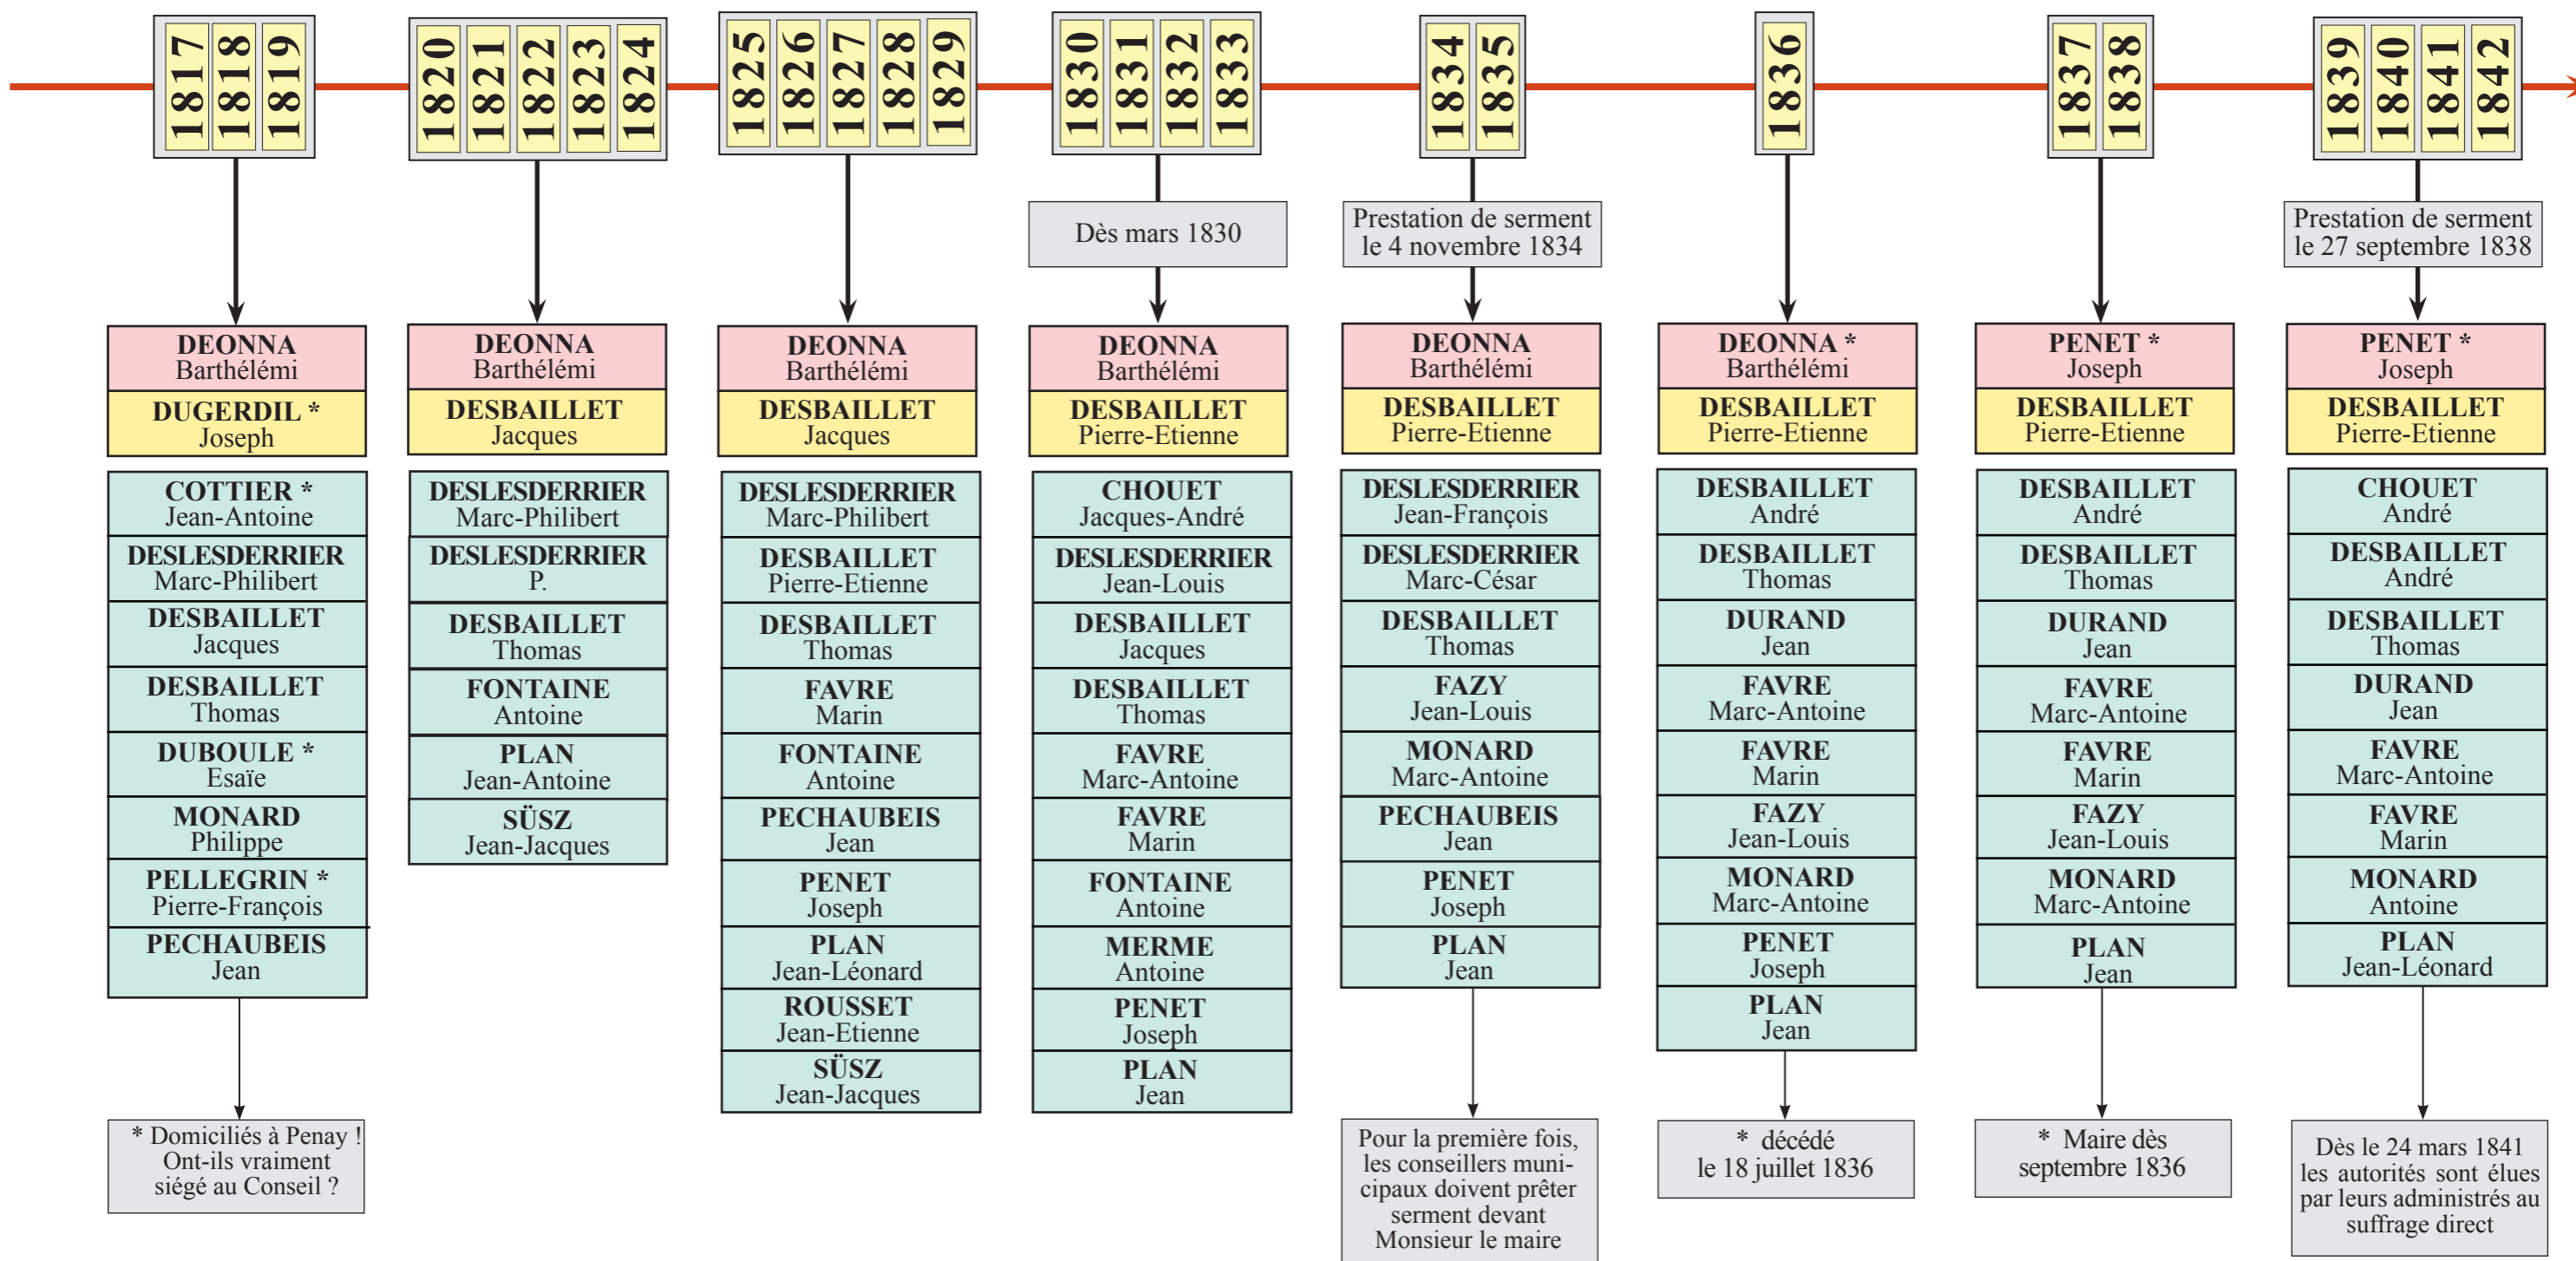 1817
1818
1819
1820
1821
1822
1823
1824
1825
1826
1827
1828
1829
1830
1831
1832
1833
1834
1835
1836
1837
1838
1839
1840
1841
1842
DEONNA
Barthélémi
DUGERDIL *
Joseph
COTTIER *
Jean-Antoine
DESLESDERRIER
Marc-Philibert
DESBAILLET
Jacques
DESBAILLET
Thomas
DUBOULE *
Esaïe
MONARD
Philippe
PELLEGRIN *
Pierre-François
PECHAUBEIS
Jean
* Domiciliés à Penay !
Ont-ils vraiment
siégé au Conseil ?
DEONNA
Barthélémi
DESBAILLET
Jacques
DESLESDERRIER
Marc-Philibert
DESLESDERRIER
P.
DESBAILLET
Thomas
FONTAINE
Antoine
PLAN
Jean-Antoine
SÜSZ
Jean-Jacques
DEONNA
Barthélémi
DESBAILLET
Jacques
DESLESDERRIER
Marc-Philibert
DESBAILLET
Pierre-Etienne
DESBAILLET
Thomas
FAVRE
Marin
FONTAINE
Antoine
PECHAUBEIS
Jean
PENET
Joseph
PLAN
Jean-Léonard
ROUSSET
Jean-Etienne
SÜSZ
Jean-Jacques
Dès mars 1830
DEONNA
Barthélémi
DESBAILLET
Pierre-Etienne
CHOUET
Jacques-André
DESLESDERRIER
Jean-Louis
DESBAILLET
Jacques
DESBAILLET
Thomas
FAVRE
Marc-Antoine
FAVRE
Marin
FONTAINE
Antoine
MERME
Antoine
PENET
Joseph
PLAN
Jean
Prestation de serment
le 4 novembre 1834
DEONNA
Barthélémi
DESBAILLET
Pierre-Etienne
DESLESDERRIER
Jean-François
DESLESDERRIER
Marc-César
DESBAILLET
Thomas
FAZY
Jean-Louis
MONARD
Marc-Antoine
PECHAUBEIS
Jean
PENET
Joseph
PLAN
Jean
Pour la première fois,
les conseillers muni-
cipaux doivent prêter
serment devant
Monsieur le maire
DEONNA *
Barthélémi
DESBAILLET
Pierre-Etienne
DESBAILLET
André
DESBAILLET
Thomas
DURAND
Jean
FAVRE
Marc-Antoine
FAVRE
Marin
FAZY
Jean-Louis
MONARD
Marc-Antoine
PENET
Joseph
PLAN
Jean
* décédé
le 18 juillet 1836
PENET *
Joseph
DESBAILLET
Pierre-Etienne
DESBAILLET
André
DESBAILLET
Thomas
DURAND
Jean
FAVRE
Marc-Antoine
FAVRE
Marin
FAZY
Jean-Louis
MONARD
Marc-Antoine
PLAN
Jean
* Maire dès
septembre 1836
Prestation de serment
le 27 septembre 1838
PENET *
Joseph
DESBAILLET
Pierre-Etienne
CHOUET
André
DESBAILLET
André
DESBAILLET
Thomas
DURAND
Jean
FAVRE
Marc-Antoine
FAVRE
Marin
MONARD
Antoine
PLAN
Jean-Léonard
Dès le 24 mars 1841
les autorités sont élues
par leurs administrés au
suffrage direct